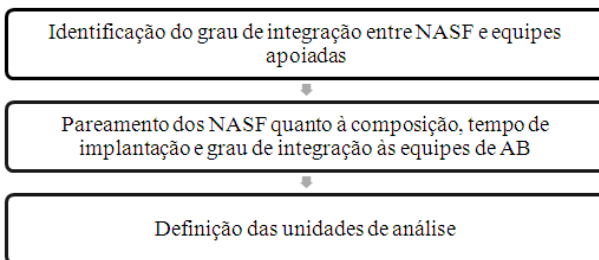 Identificação do grau de integração entre NASF e equipes
apoiadas
Pareamento dos NASF quanto à composição, tempo de
implantação e grau de integração às equipes de AB
Definição das unidades de análise